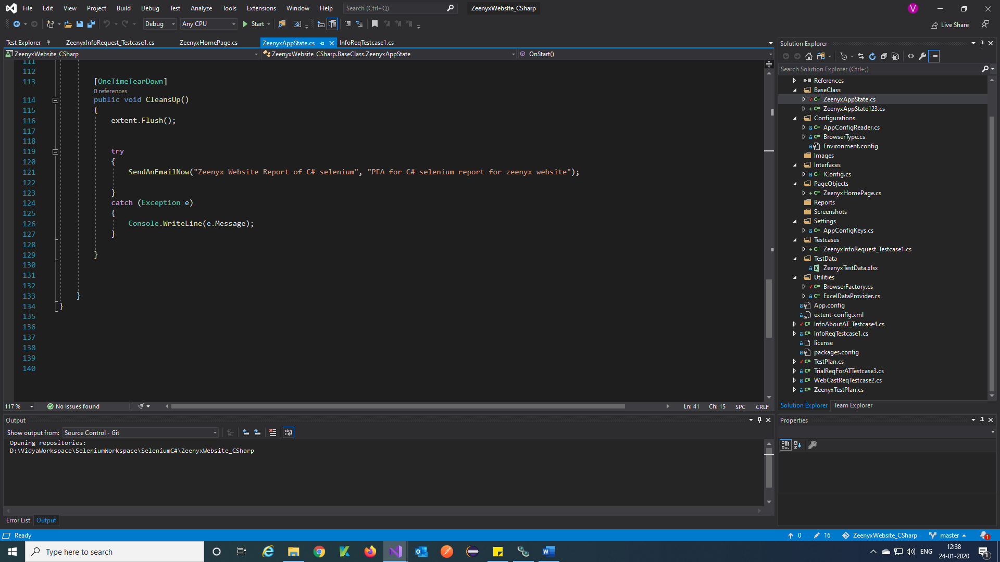 File Edit View Project Build Debug Test Analyze Tools Extensions Window Help Search (Ctrl+Q) ZeenyxWebsite_CSharp V
Debug Any CPU Start Live Share
Test Explorer ZeenyxInfoRequest_Testcase1.cs ZeenyxHomePage.cs ZeenyxAppState.cs InfoReqTestcase1.cs
ZeenyxWebsite_CSharp ZeenyxWebsite_CSharp.BaseClass.ZeenyxAppState OnStart()
111
112
113 [OneTimeTearDown]
0 references
114 public void CleansUp()
115 {
116 extent.Flush();
117
118
119 try
120 {
121 SendAnEmailNow("Zeenyx Website Report of C# selenium", "PFA for C# selenium report for zeenyx website");
122
123 }
124 catch (Exception e)
125 {
126 Console.WriteLine(e.Message);
127 }
128
129 }
130
131
132
133 }
134 }
135
136
137
138
139
140
117 % No issues found Ln: 41 Ch: 15 SPC CRLF
Output
Show output from: Source Control - Git
Opening repositories:
D:\VidyaWorkspace\SeleniumWorkspace\SeleniumC#\ZeenyxWebsite_CSharp
Error List Output
Solution Explorer
Search Solution Explorer (Ctrl+;)
References
BaseClass
C# ZeenyxAppState.cs
C# ZeenyxAppState123.cs
Configurations
C# AppConfigReader.cs
C# BrowserType.cs
Environment.config
Images
Interfaces
C# IConfig.cs
PageObjects
C# ZeenyxHomePage.cs
Reports
Screenshots
Settings
C# AppConfigKeys.cs
Testcases
C# ZeenyxInfoRequest_Testcase1.cs
TestData
ZeenyxTestData.xlsx
Utilities
C# BrowserFactory.cs
C# ExcelDataProvider.cs
App.config
extent-config.xml
C# InfoAboutAT_Testcase4.cs
C# InfoReqTestcase1.cs
license
packages.config
C# TestPlan.cs
C# TrialReqForATTestcase3.cs
C# WebCastReqTestcase2.cs
C# ZeenyxTestPlan.cs
Solution Explorer Team Explorer
Properties
Ready 0 16 ZeenyxWebsite_CSharp master 1
Type here to search ENG 12:38
24-01-2020 1